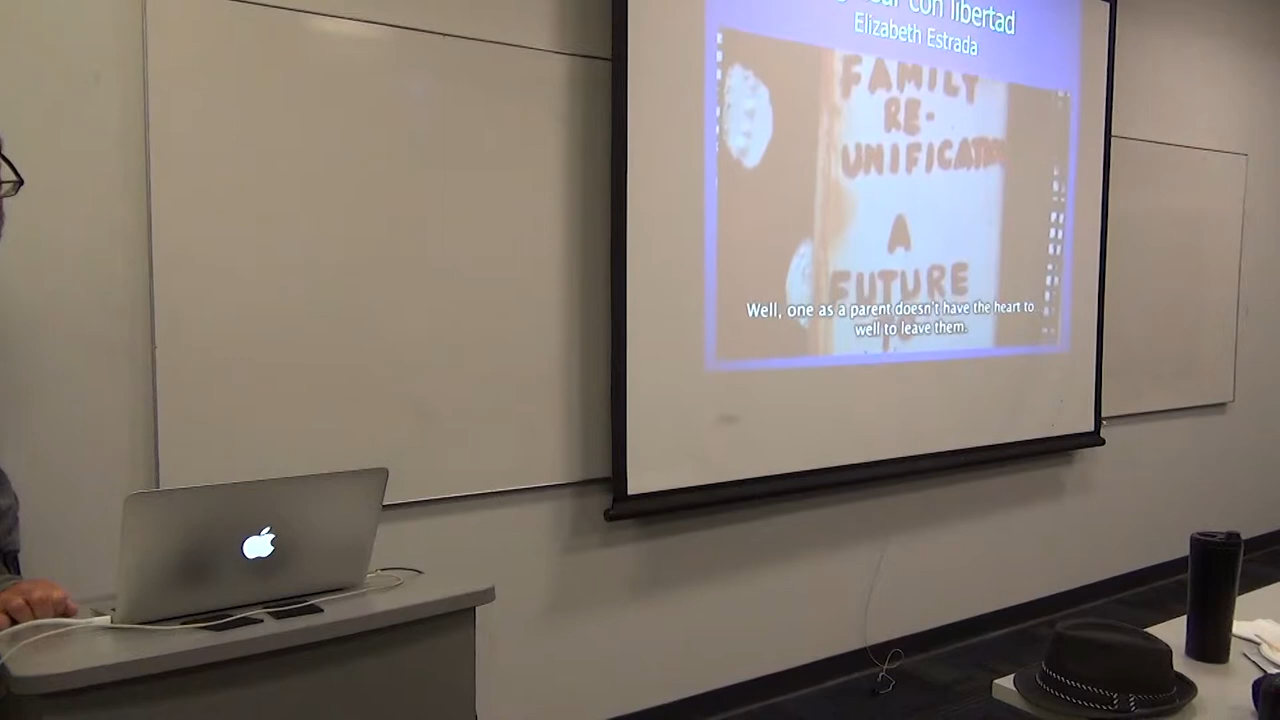 con libertad
Elizabeth Estrada
FAMILY
RE-
UNIFICATION
A
FUTURE
Well, one as a parent doesn't have the heart to
well to leave them.